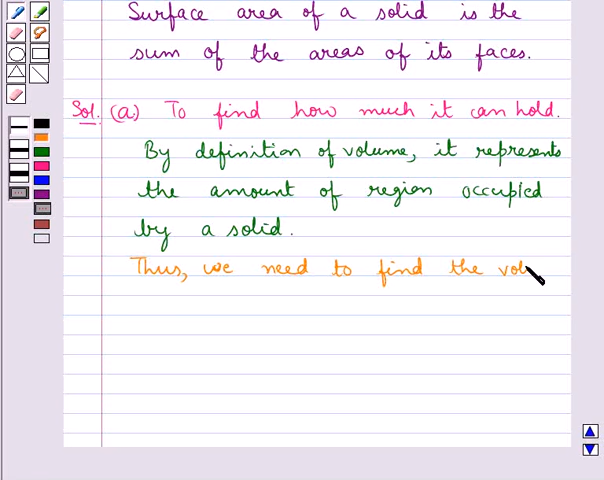 Surface area of a solid is the
sum of the areas of its faces.
Sol. (a) To find how much it can hold.
By definition of volume, it represents
the amount of region occupied
by a solid.
Thus, we need to find the vol